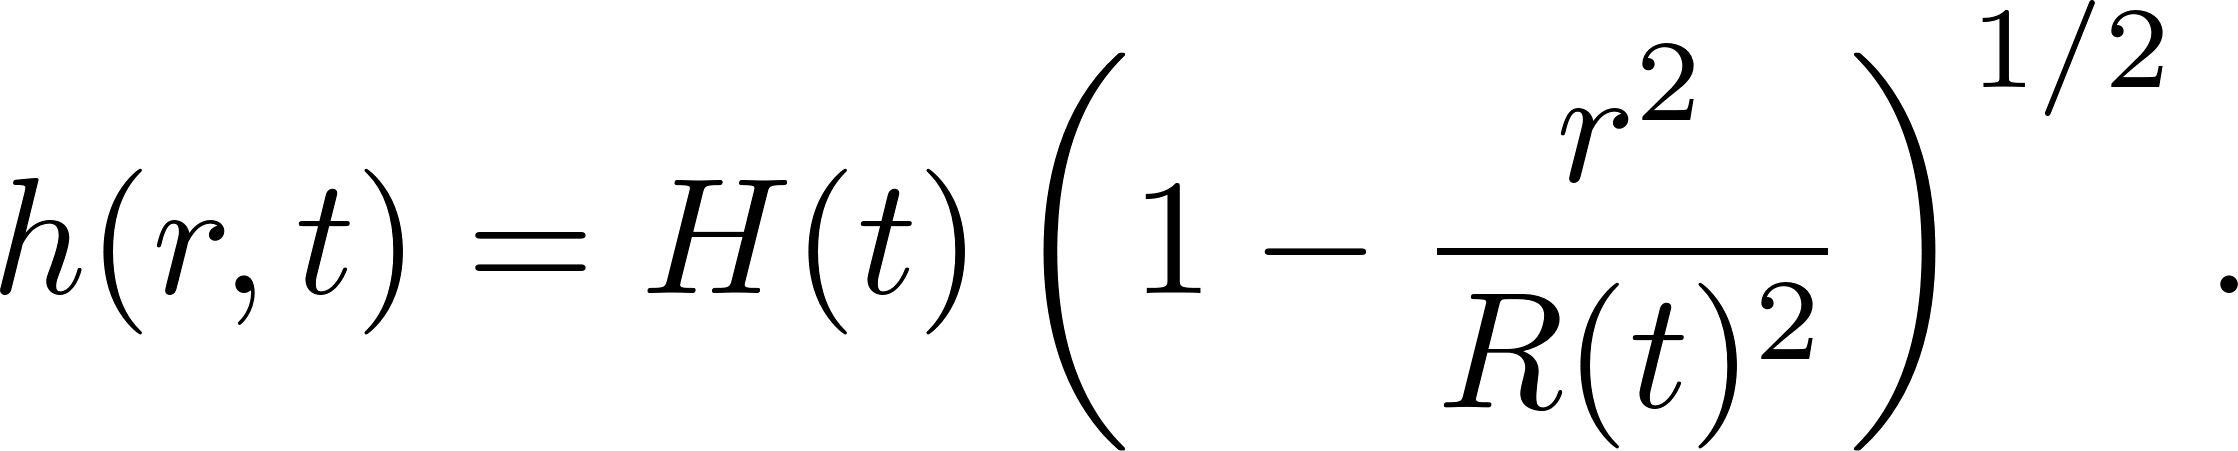 h(r, t) = H(t) \left( 1 - \frac{r^2}{R(t)^2} \right)^{1/2} .